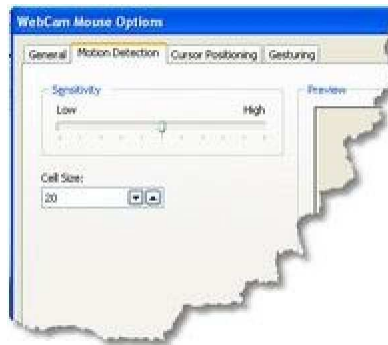 WebCam Mouse Options
General Motion Detection Cursor Positioning Gesturing
Sensitivity Preview
Low High
Cell Size:
20